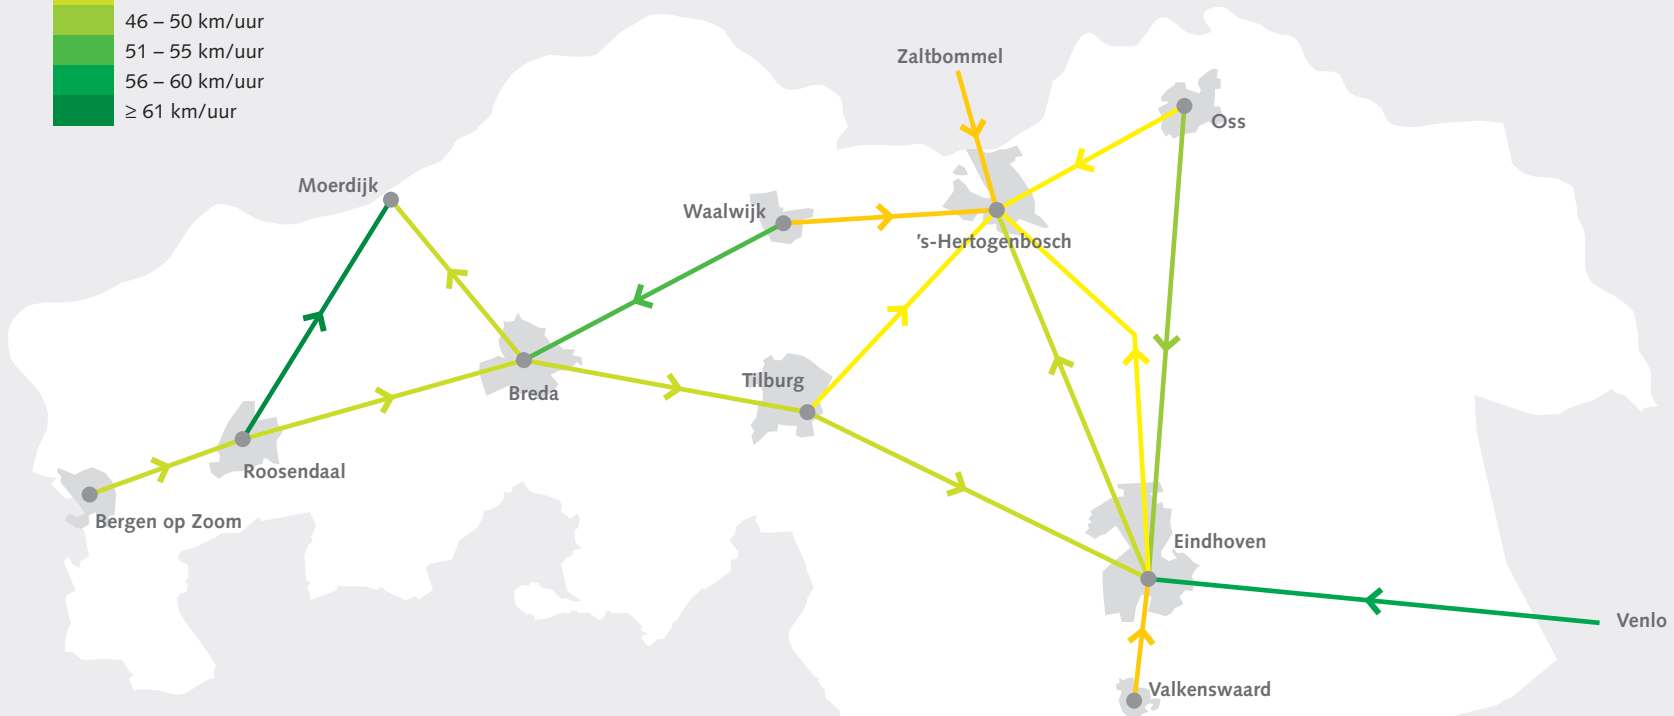 46 – 50 km/uur
51 – 55 km/uur
56 – 60 km/uur
≥ 61 km/uur
Zaltbommel
Oss
Moerdijk
Waalwijk
's-Hertogenbosch
Tilburg
Breda
Roosendaal
Bergen op Zoom
Eindhoven
Venlo
Valkenswaard